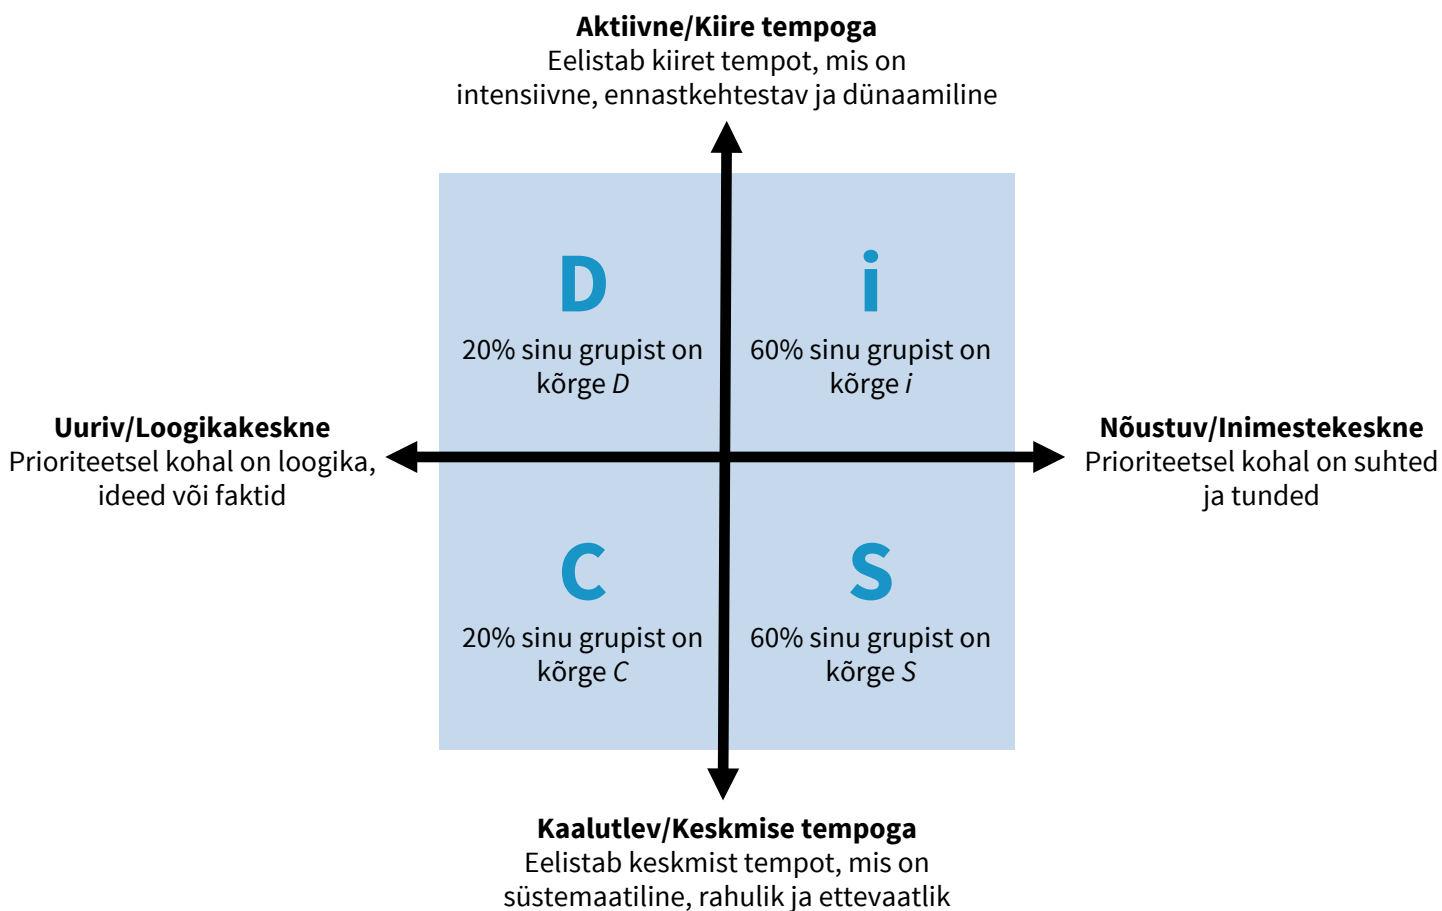 Aktiivne/Kiire tempoga
Eelistab kiiret tempot, mis on
intensiivne, ennastkehtestav ja dünaamiline
D
20% sinu grupist on
kõrge D
i
60% sinu grupist on
kõrge i
Uuriv/Loogikakeskne
Prioriteetsel kohal on loogika,
ideed või faktid
Nõustuv/Inimestekeskne
Prioriteetsel kohal on suhted
ja tunded
C
20% sinu grupist on
kõrge C
S
60% sinu grupist on
kõrge S
Kaalutlev/Keskmise tempoga
Eelistab keskmist tempot, mis on
süstemaatiline, rahulik ja ettevaatlik